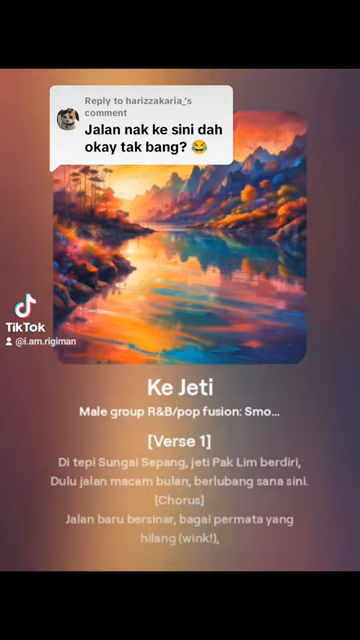 Reply to harizzakaria_'s
comment
Jalan nak ke sini dah
okay tak bang? 😂
TikTok
@i.am.rigiman
Ke Jeti
Male group R&B/pop fusion: Smo...
[Verse 1]
Di tepi Sungai Sepang, jeti Pak Lim berdiri,
Dulu jalan macam bulan, berlubang sana sini.
[Chorus]
Jalan baru bersinar, bagai permata yang
hilang (wink!),